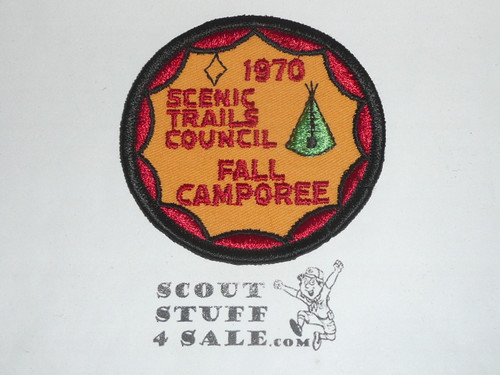 1970
SCENIC
TRAILS
COUNCIL
FALL
CAMPOREE
SCOUT
STUFF
4 SALE.COM